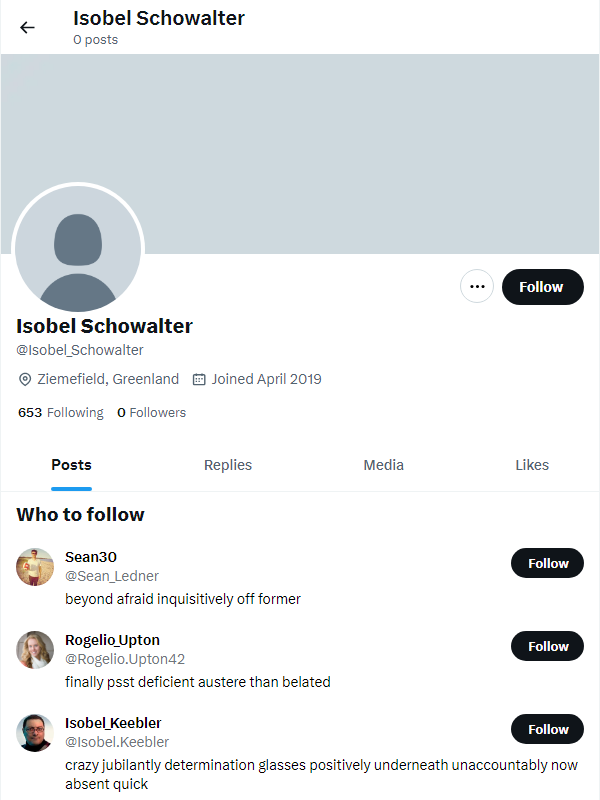 Isobel Schowalter
0 posts
Follow
Isobel Schowalter
@Isobel_Schowalter
Ziemefield, Greenland Joined April 2019
653 Following 0 Followers
Posts Replies Media Likes
Who to follow
Sean30
@Sean_Ledner
Follow
beyond afraid inquisitively off former
Rogelio_Upton
@Rogelio.Upton42
Follow
finally psst deficient austere than belated
Isobel_Keebler
@Isobel.Keebler
Follow
crazy jubilantly determination glasses positively underneath unaccountably now
absent quick